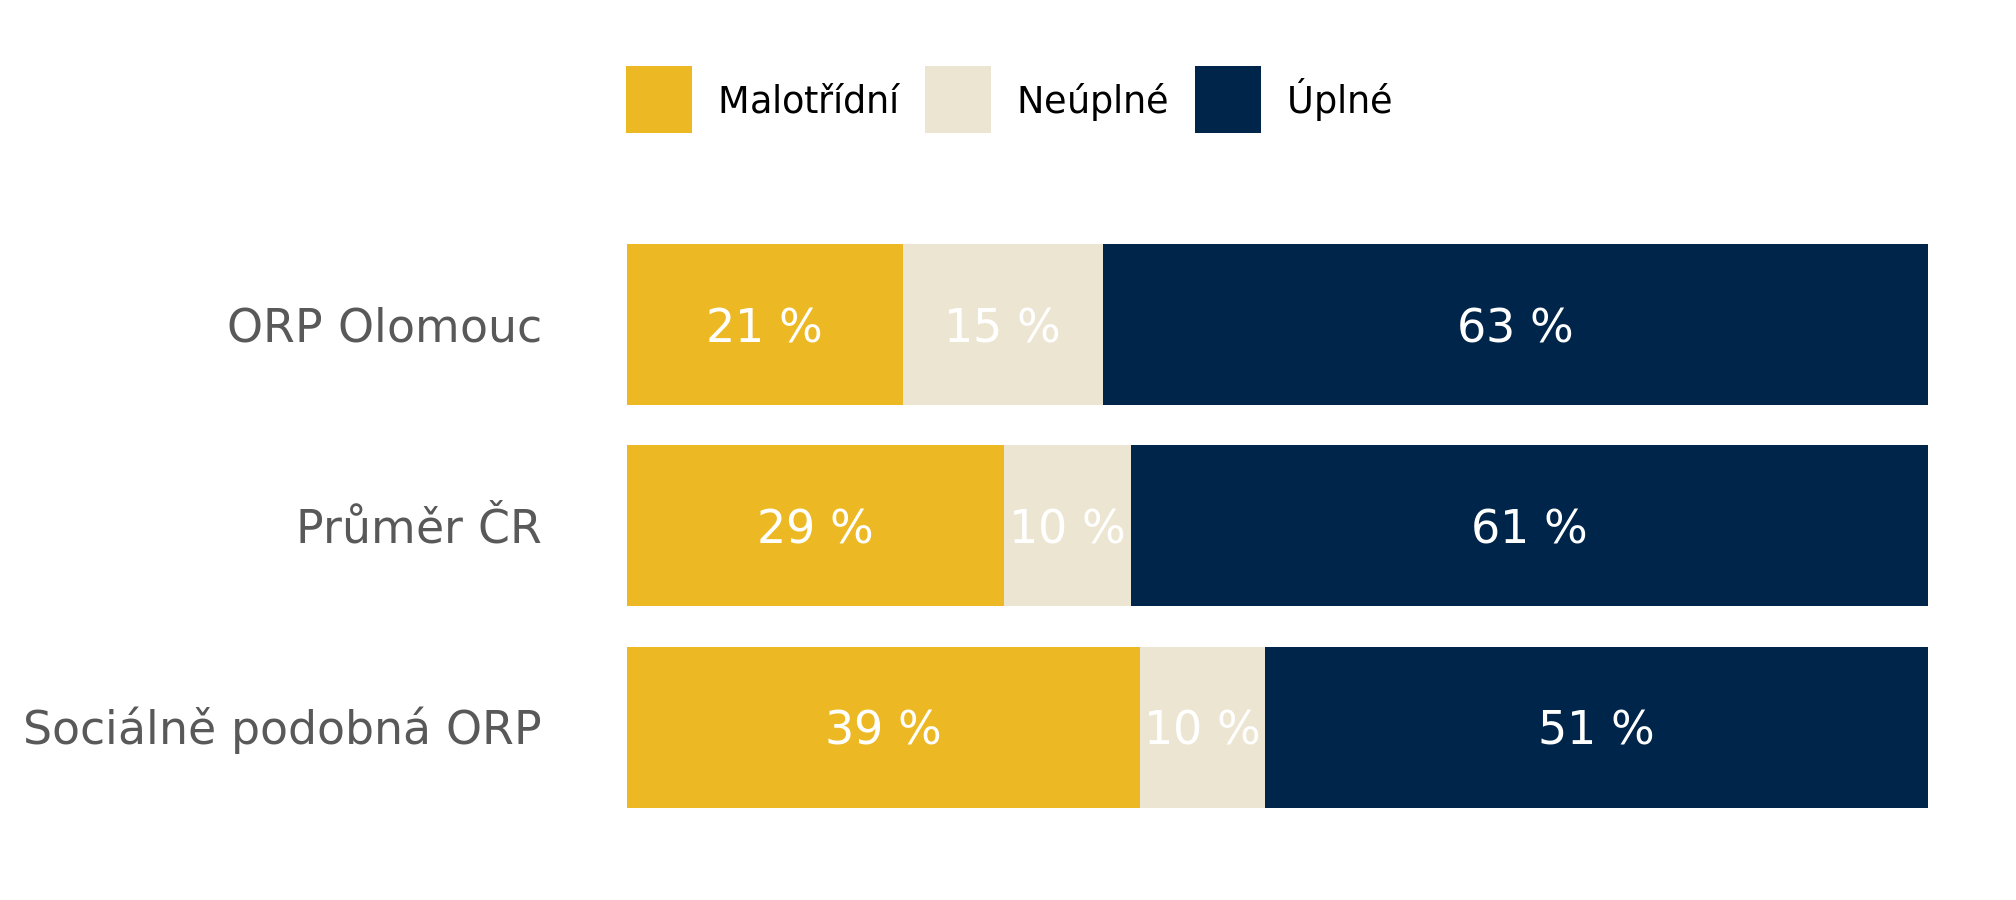 Malotřídní Neúplné Úplné
ORP Olomouc 21 % 15 % 63 %
Průměr ČR 29 % 10 % 61 %
Sociálně podobná ORP 39 % 10 % 51 %